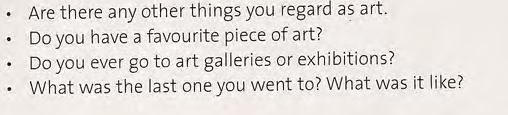 • Are there any other things you regard as art.
• Do you have a favourite piece of art?
• Do you ever go to art galleries or exhibitions?
• What was the last one you went to? What was it like?